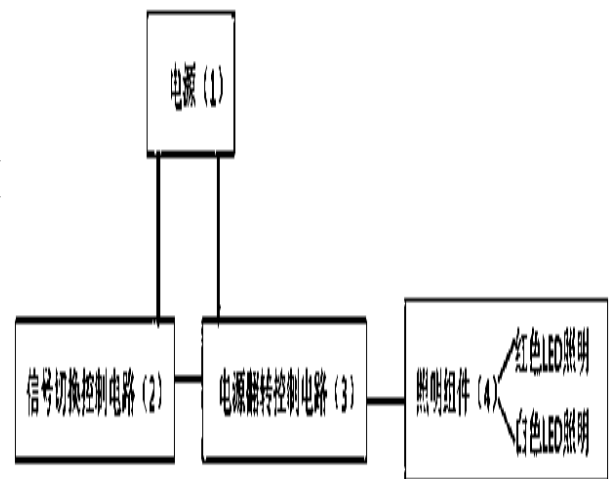 电源（1）
信号切换控制电路（2）
电源翻转控制电路（3）
照明组件（4）
红色LED照明
白色LED照明